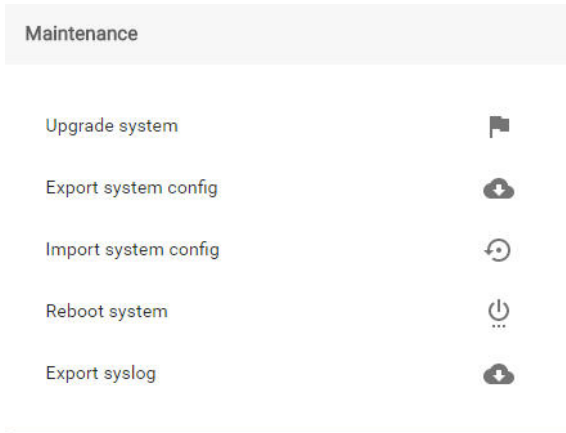 Maintenance
Upgrade system
Export system config
Import system config
Reboot system
Export syslog